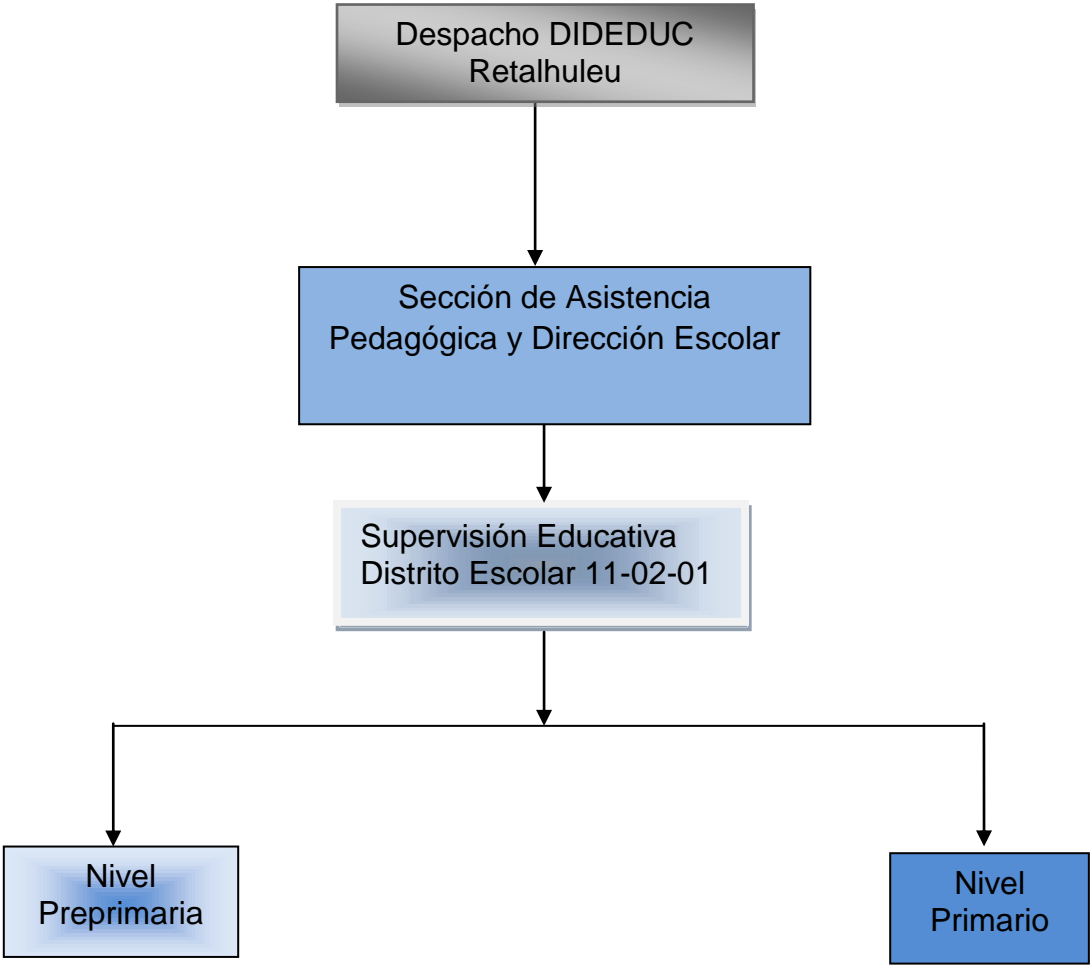 Despacho DIDEDUC
Retalhuleu
Sección de Asistencia
Pedagógica y Dirección Escolar
Supervisión Educativa
Distrito Escolar 11-02-01
Nivel
Preprimaria
Nivel
Primario